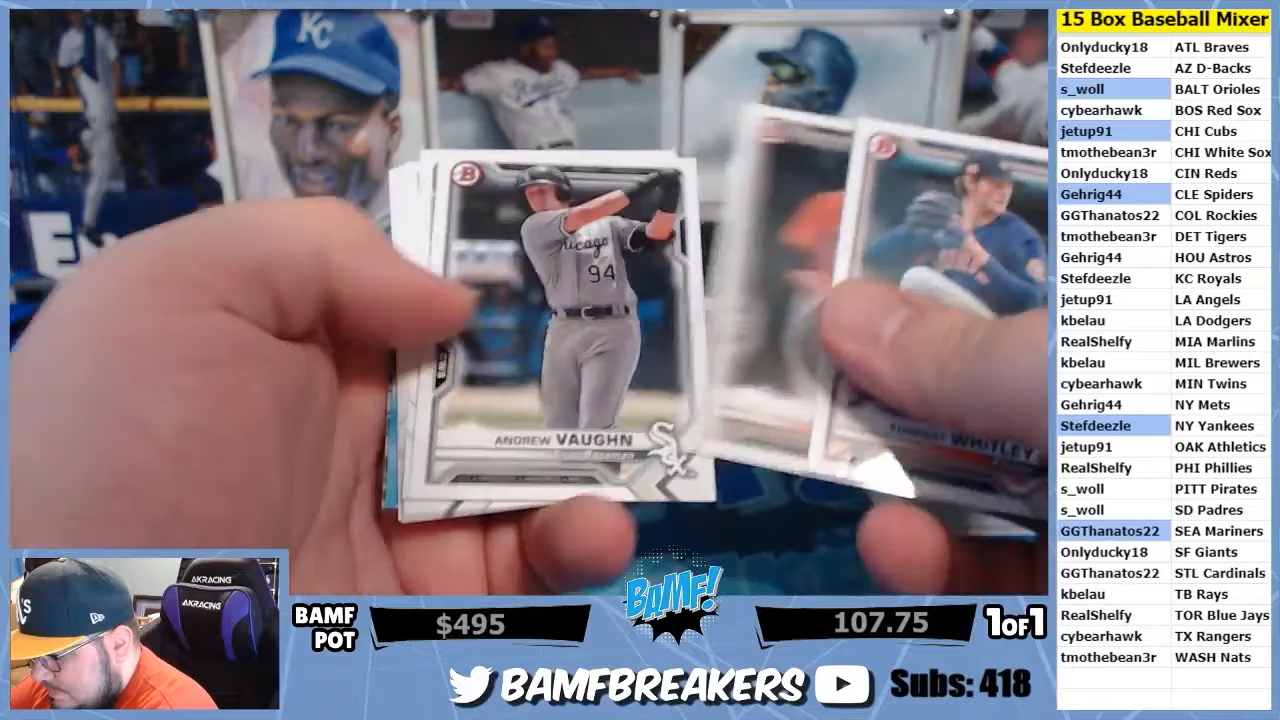 15 Box Baseball Mixer
Onlyducky18 ATL Braves
Stefdeezle AZ D-Backs
s_woll BALT Orioles
cybearhawk BOS Red Sox
jetup91 CHI Cubs
tmothebean3r CHI White Sox
Onlyducky18 CIN Reds
Gehrig44 CLE Spiders
GGThanatos22 COL Rockies
tmothebean3r DET Tigers
Gehrig44 HOU Astros
Stefdeezle KC Royals
jetup91 LA Angels
kbelau LA Dodgers
RealShelfy MIA Marlins
kbelau MIL Brewers
cybearhawk MIN Twins
Gehrig44 NY Mets
Stefdeezle NY Yankees
jetup91 OAK Athletics
RealShelfy PHI Phillies
s_woll PITT Pirates
s_woll SD Padres
GGThanatos22 SEA Mariners
Onlyducky18 SF Giants
GGThanatos22 STL Cardinals
kbelau TB Rays
RealShelfy TOR Blue Jays
cybearhawk TX Rangers
tmothebean3r WASH Nats
KC
B
B
94
ANDREW VAUGHN
Sox
WHITLEY
AKRACING
AKRACING
BAMF POT
$495
BAMF!
107.75
1OF1
BAMFBREAKERS
Subs: 418